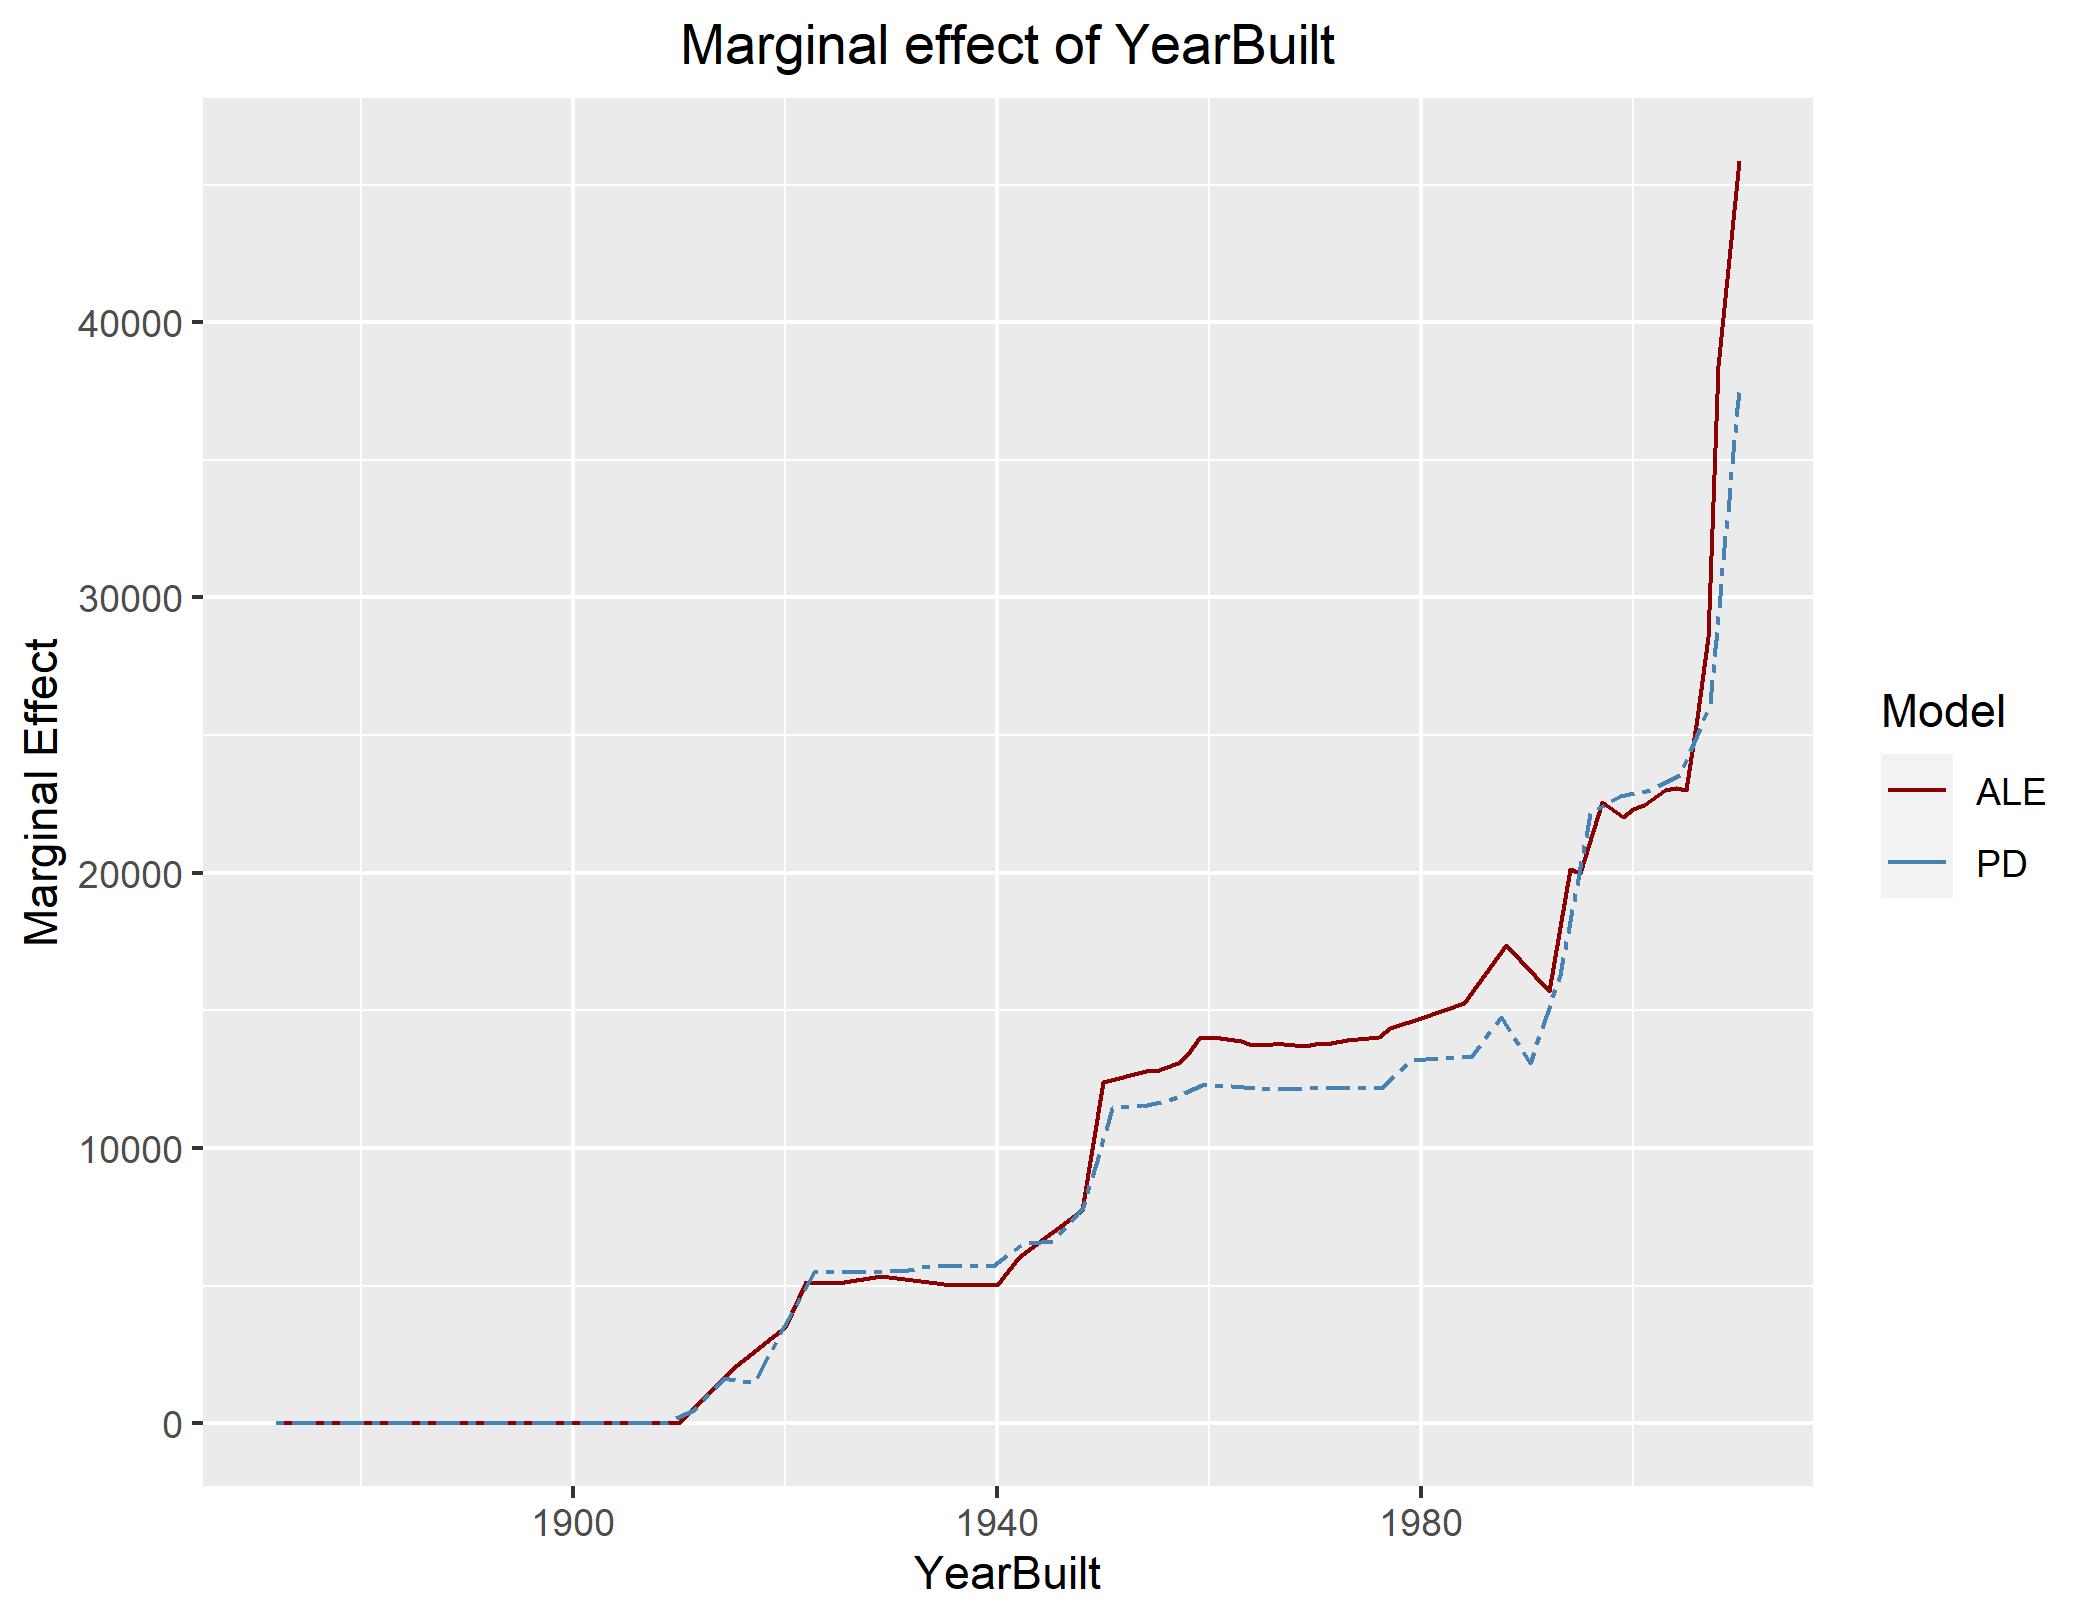 Marginal effect of YearBuilt
40000
30000
20000
10000
0
Marginal Effect
1900 1940 1980
YearBuilt
Model
ALE
PD